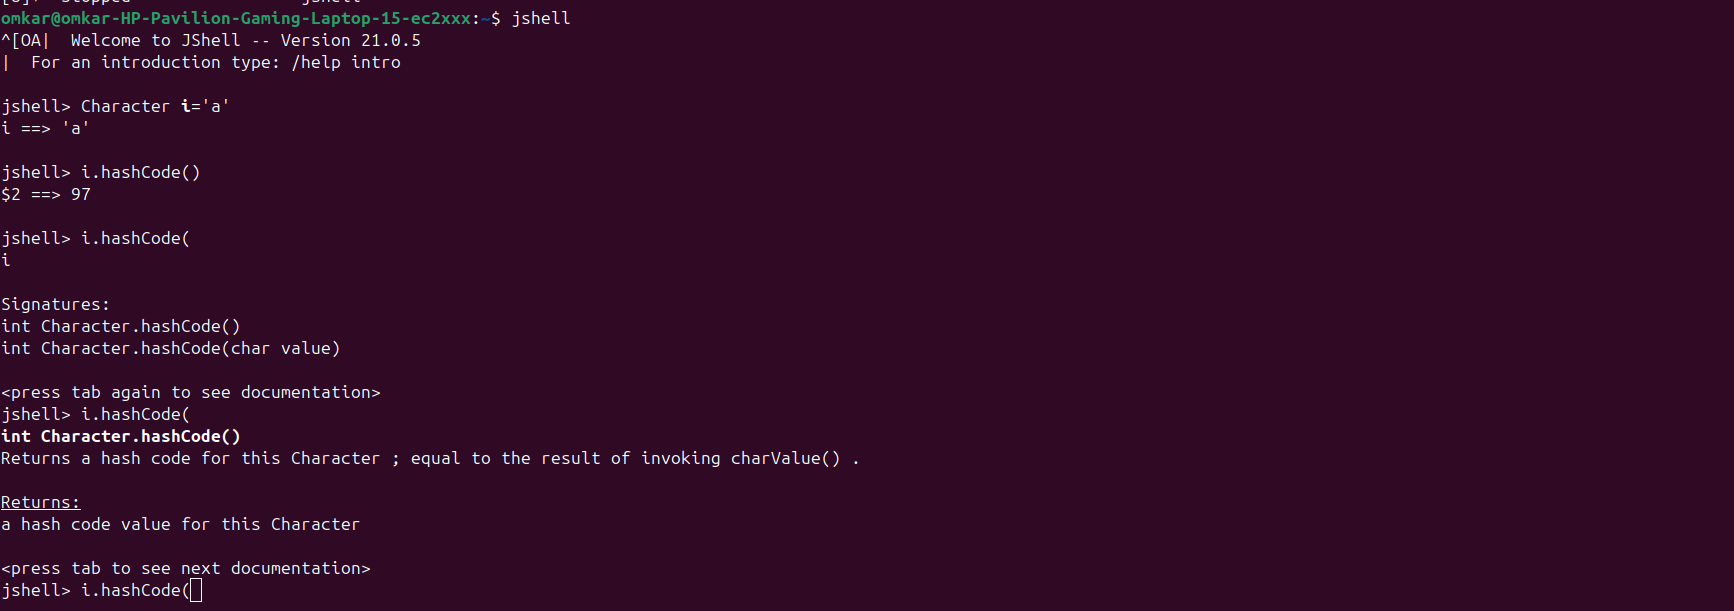 omkar@omkar-HP-Pavilion-Gaming-Laptop-15-ec2xxx:~$ jshell
^[OA|  Welcome to JShell -- Version 21.0.5
|  For an introduction type: /help intro
jshell> Character i='a'
i ==> 'a'
jshell> i.hashCode()
$2 ==> 97
jshell> i.hashCode(
i
Signatures:
int Character.hashCode()
int Character.hashCode(char value)
<press tab again to see documentation>
jshell> i.hashCode(
int Character.hashCode()
Returns a hash code for this Character ; equal to the result of invoking charValue() .
Returns:
a hash code value for this Character
<press tab to see next documentation>
jshell> i.hashCode(